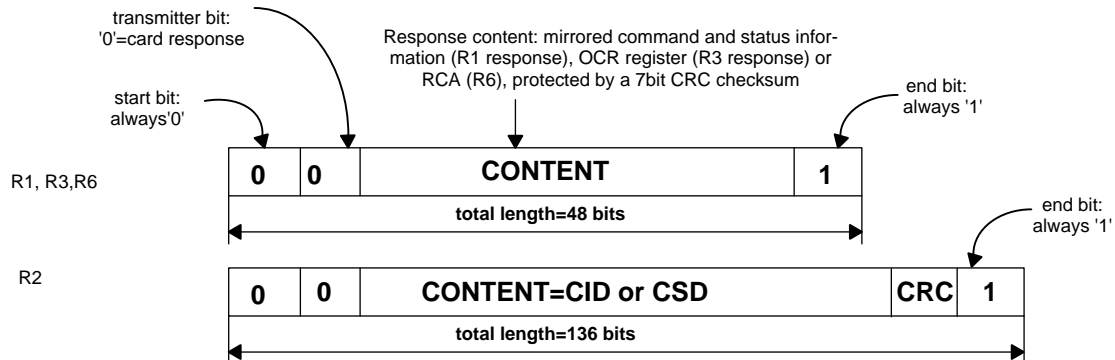 transmitter bit:
'0'=card response
Response content: mirrored command and status infor-
mation (R1 response), OCR register (R3 response) or
RCA (R6), protected by a 7bit CRC checksum
start bit:
always'0'
end bit:
always '1'
R1, R3,R6
0 0 CONTENT 1
total length=48 bits
end bit:
always '1'
R2
0 0 CONTENT=CID or CSD CRC 1
total length=136 bits